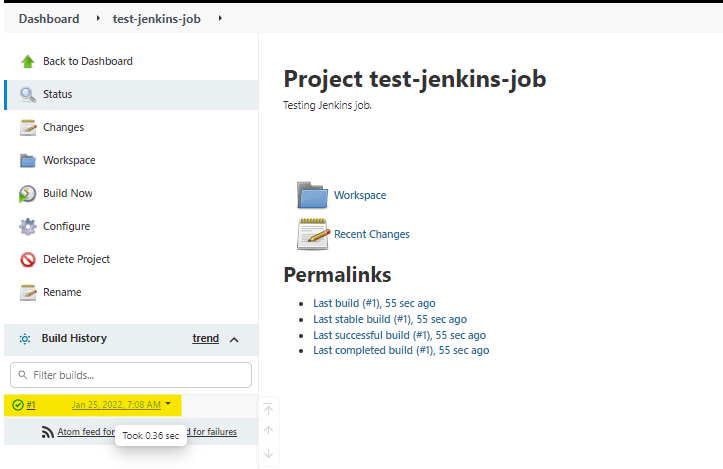 Dashboard
test-jenkins-job
Back to Dashboard
Status
Changes
Workspace
Build Now
Configure
Delete Project
Rename
Build History
trend
Filter builds...
#1
Jan 25, 2022, 7:08 AM
Atom feed for
d for failures
Took 0.36 sec
Project test-jenkins-job
Testing Jenkins job.
Workspace
Recent Changes
Permalinks
Last build (#1), 55 sec ago
Last stable build (#1), 55 sec ago
Last successful build (#1), 55 sec ago
Last completed build (#1), 55 sec ago